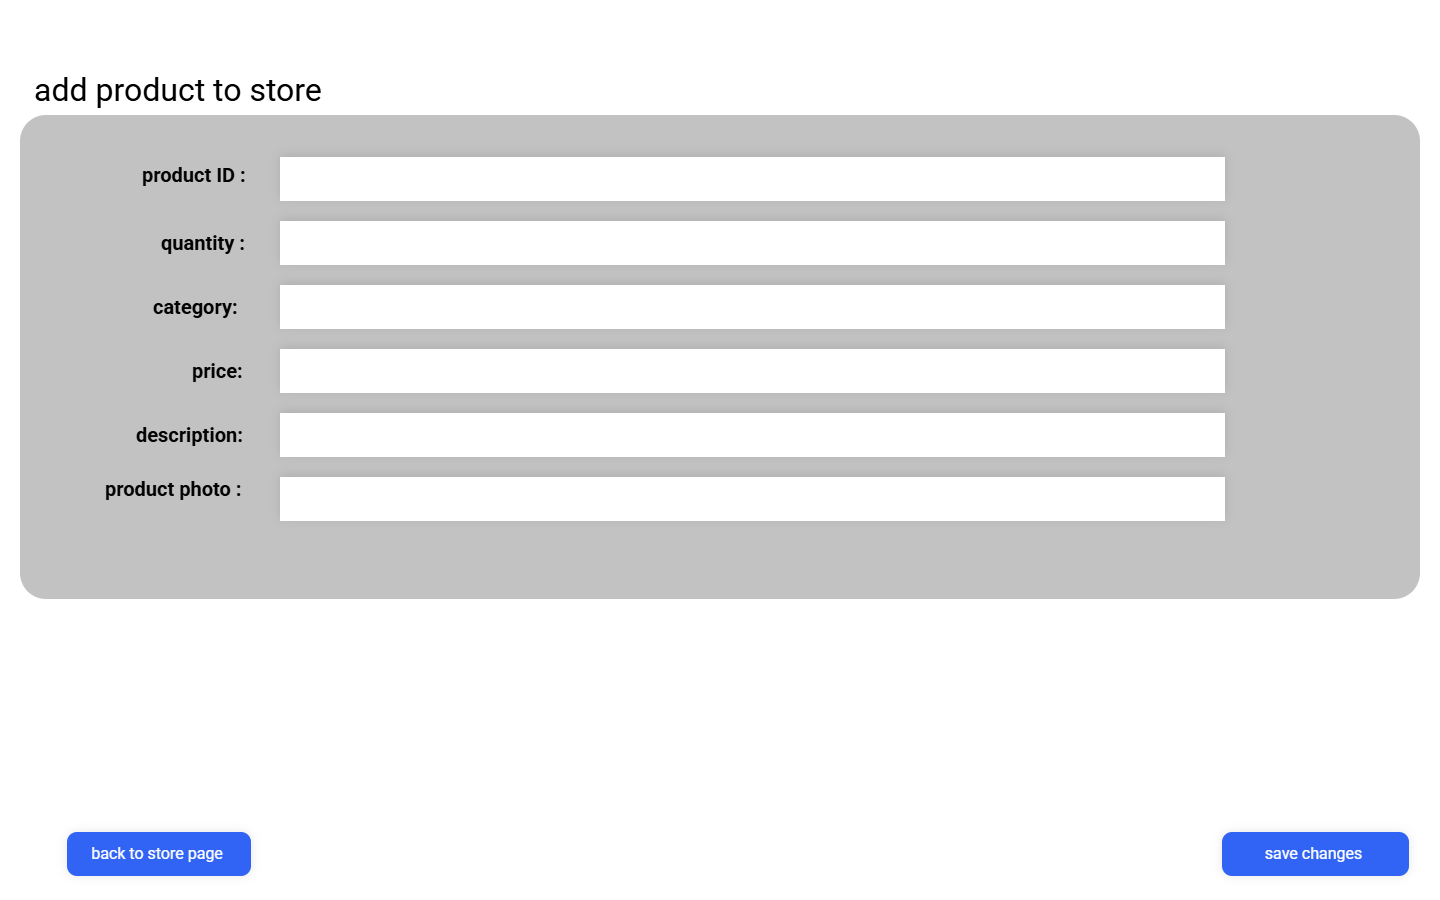 add product to store
product ID :
quantity :
category:
price:
description:
product photo :
back to store page
save changes